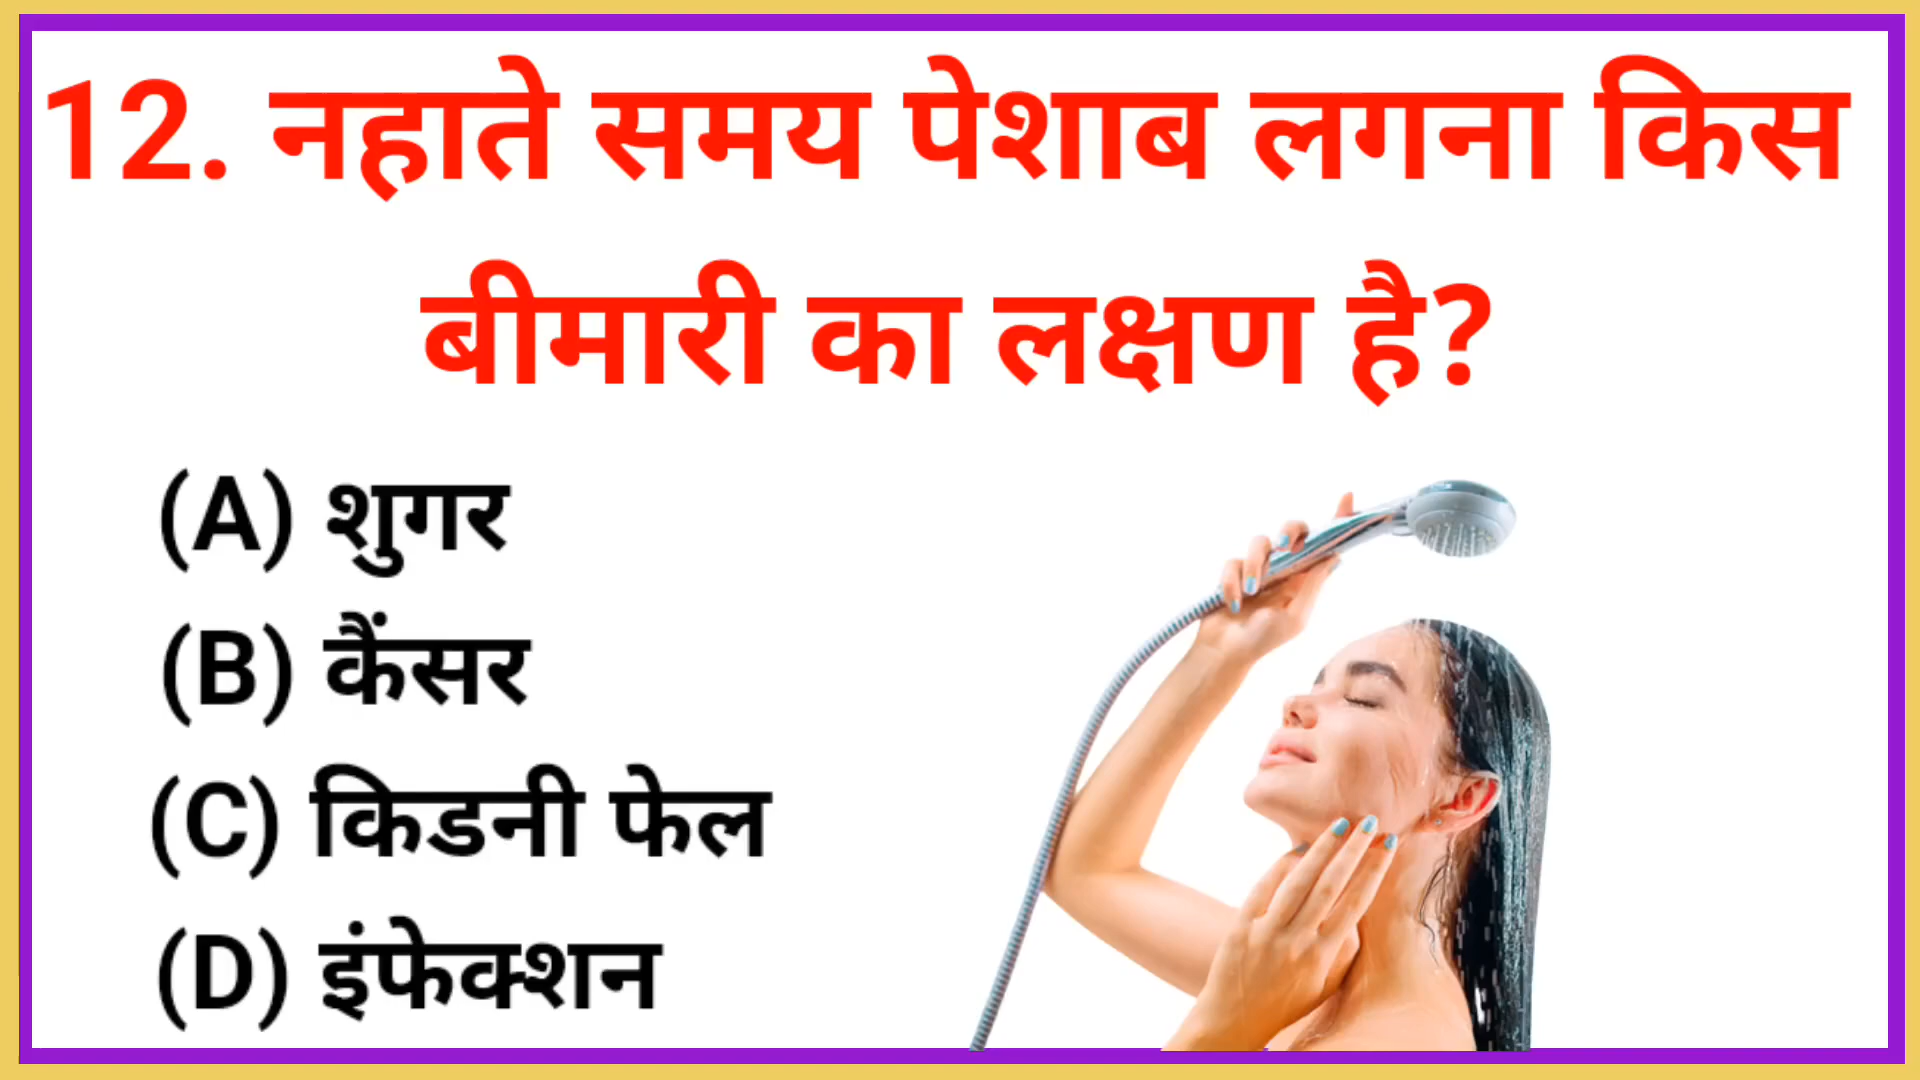 12. नहाते समय पेशाब लगना किस
बीमारी का लक्षण है?
(A) शुगर
(B) कैंसर
(C) किडनी फेल
(D) इंफेक्शन